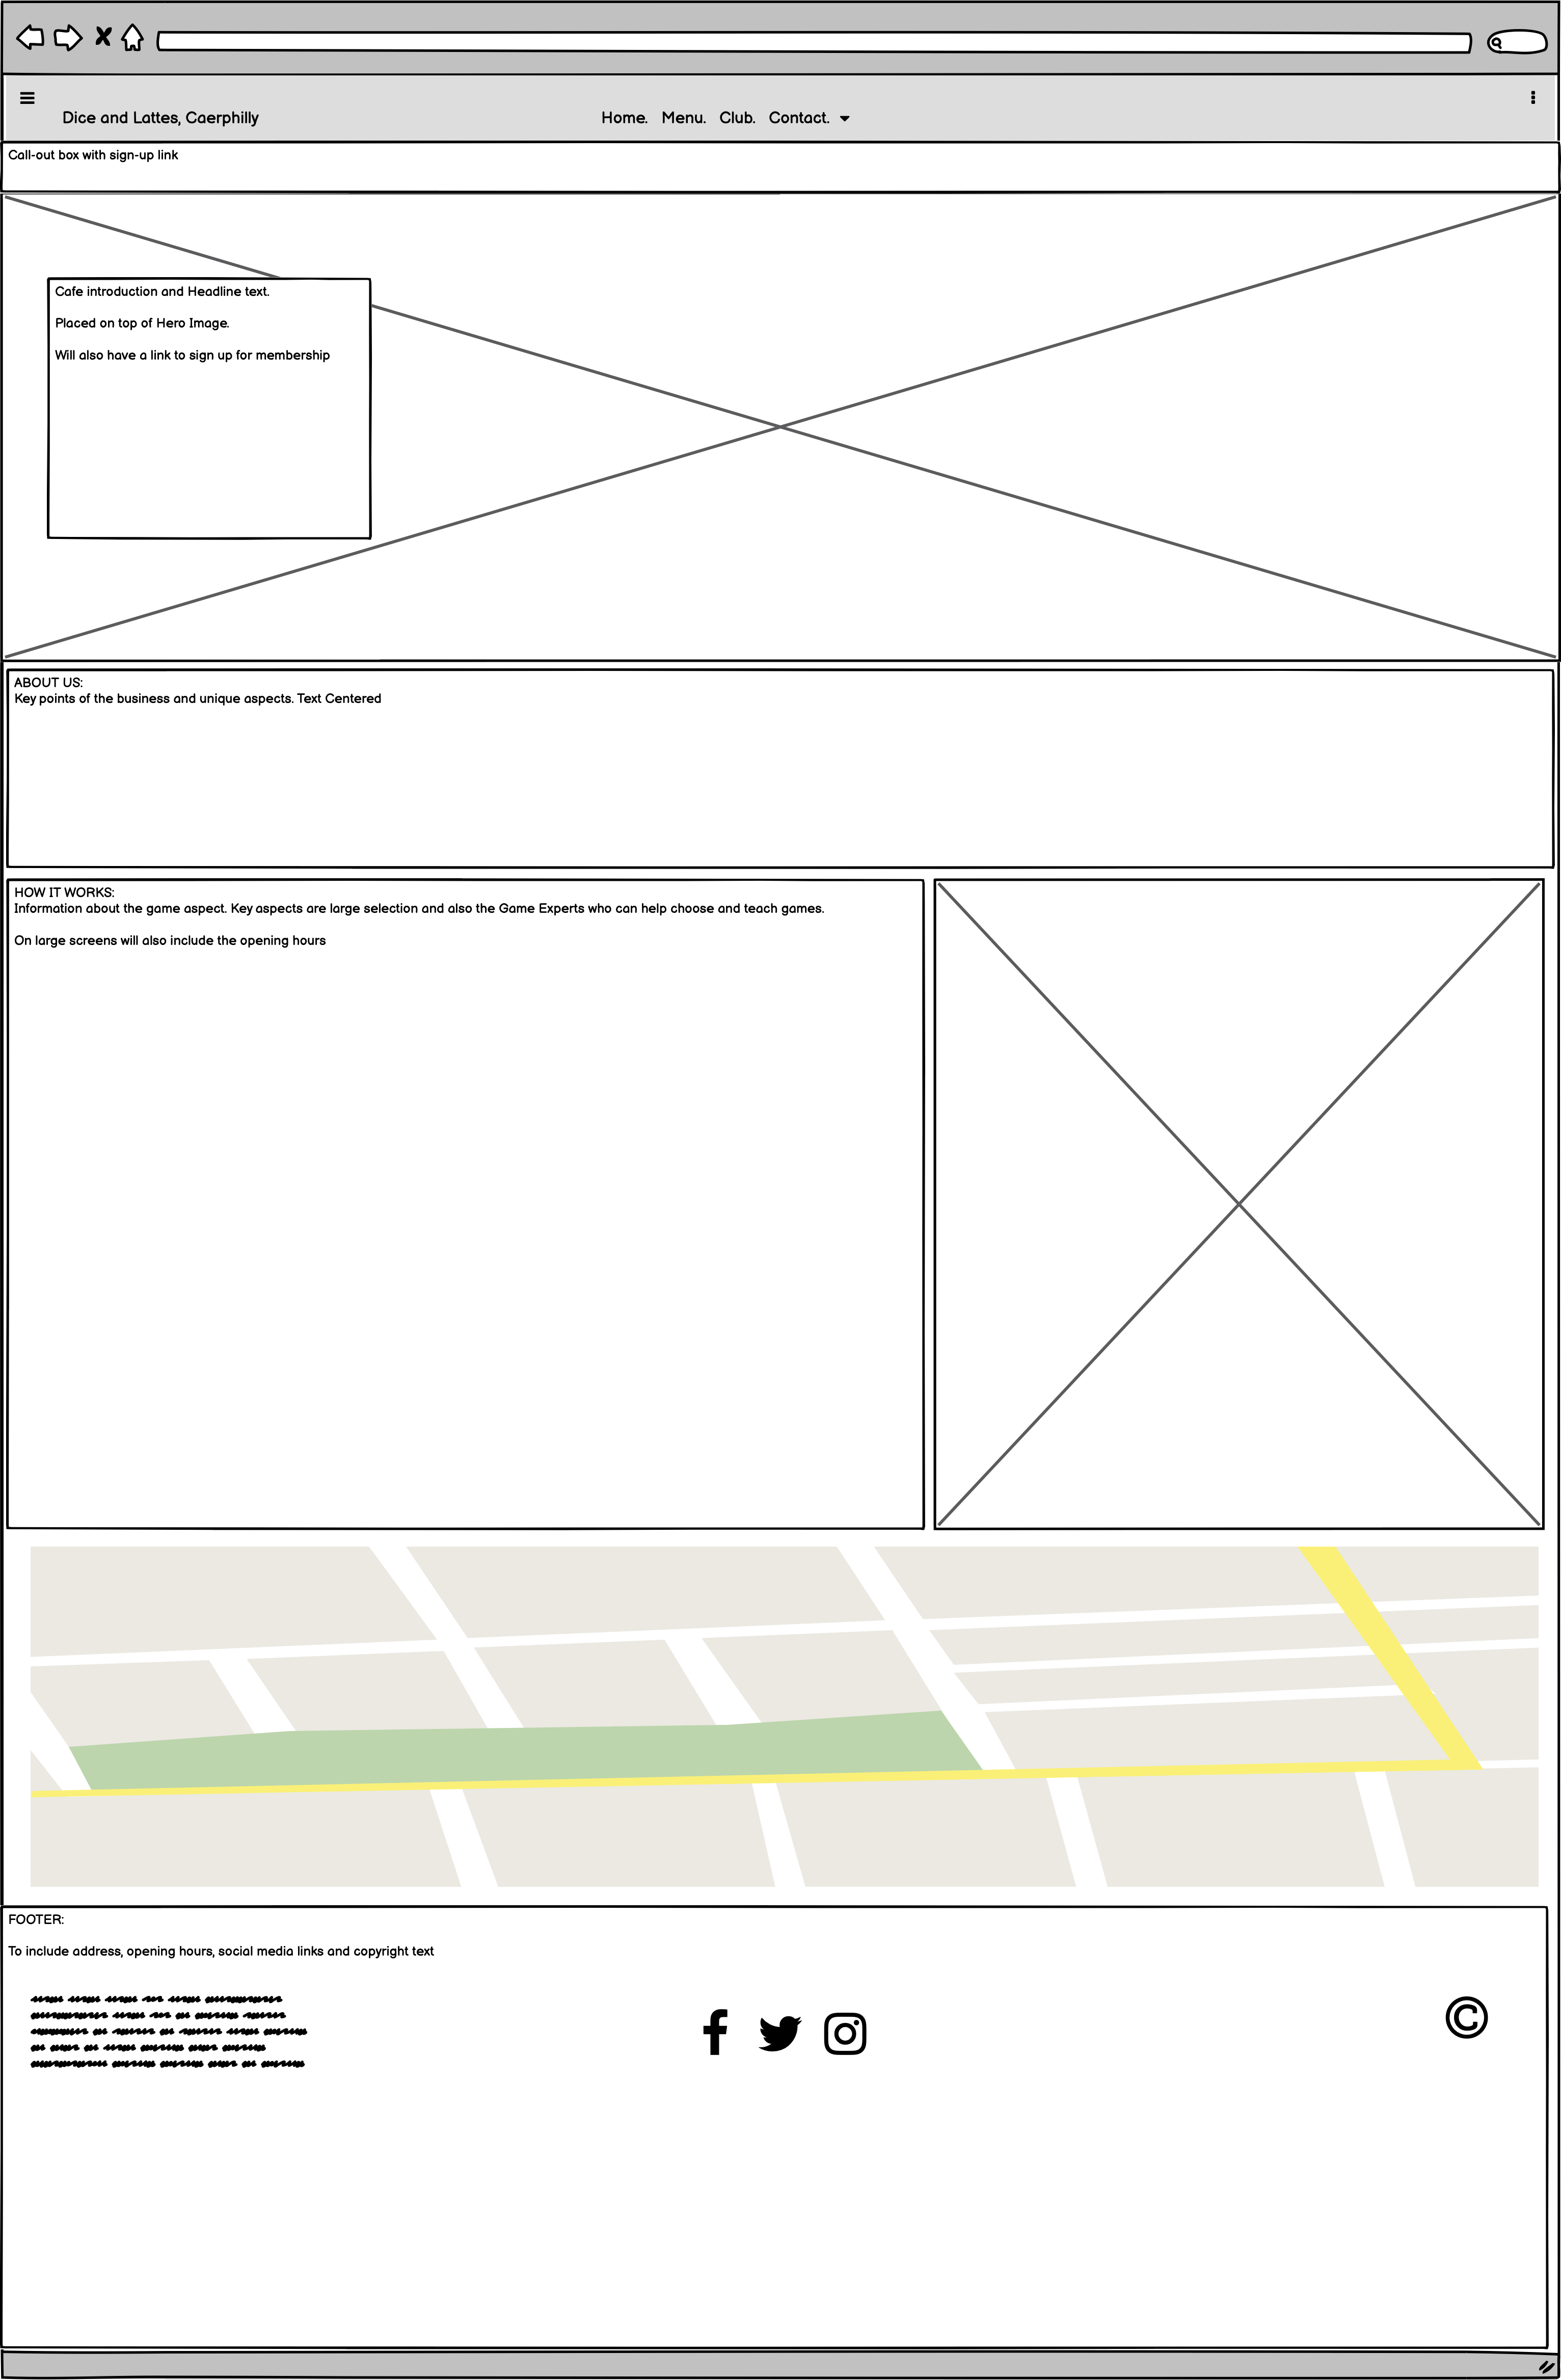 Dice and Lattes, Caerphilly
Home. Menu. Club. Contact.
Call-out box with sign-up link
Cafe introduction and Headline text.
Placed on top of Hero Image.
Will also have a link to sign up for membership
ABOUT US:
Key points of the business and unique aspects. Text Centered
HOW IT WORKS:
Information about the game aspect. Key aspects are large selection and also the Game Experts who can help choose and teach games.
On large screens will also include the opening hours
FOOTER:
To include address, opening hours, social media links and copyright text
©